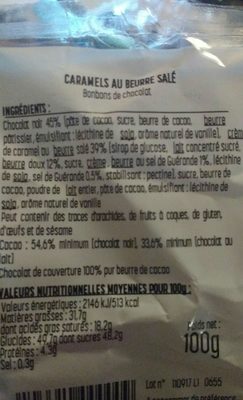 CARAMELS AU BEURRE SALÉ
Bonbons de chocolat
INGRÉDIENTS :
Chocolat noir 45% (pâte de cacao, sucre, beurre de cacao, beurre
pâtissier, émulsifiant : lécithine de soja, arôme naturel de vanille), crème
de caramel au beurre salé 39% (sirop de glucose, lait concentré sucré,
beurre doux 12%, sucre, crème, beurre au sel de Guérande 1%, lécithine
de soja, sel de Guérande 0,5%, stabilisant : pectine), sucre, beurre de
cacao, poudre de lait entier, pâte de cacao, émulsifiant : lécithine de
soja, arôme naturel de vanille
Peut contenir des traces d'arachides, de fruits à coques, de gluten,
d'œufs et de sésame
Cacao : 54,6% minimum (chocolat noir), 33,6% minimum (chocolat au
lait)
Chocolat de couverture 100% pur beurre de cacao
VALEURS NUTRITIONNELLES MOYENNES POUR 100g :
Valeurs énergétiques : 2146 kJ/513 kcal
Matières grasses : 31,7g
dont acides gras saturés : 18,2g
Glucides : 49,7g dont sucres 48,2g
Protéines : 4,3g
Sel : 0,3g
Poids net :
100g
Lot n° 110917 L1 0655